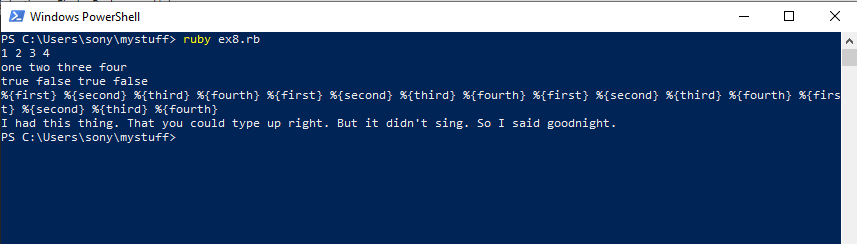 Windows PowerShell
PS C:\Users\sony\mystuff> ruby ex8.rb
1 2 3 4
one two three four
true false true false
%{first} %{second} %{third} %{fourth} %{first} %{second} %{third} %{fourth} %{first} %{second} %{third} %{fourth} %{firs
t} %{second} %{third} %{fourth}
I had this thing. That you could type up right. But it didn't sing. So I said goodnight.
PS C:\Users\sony\mystuff>